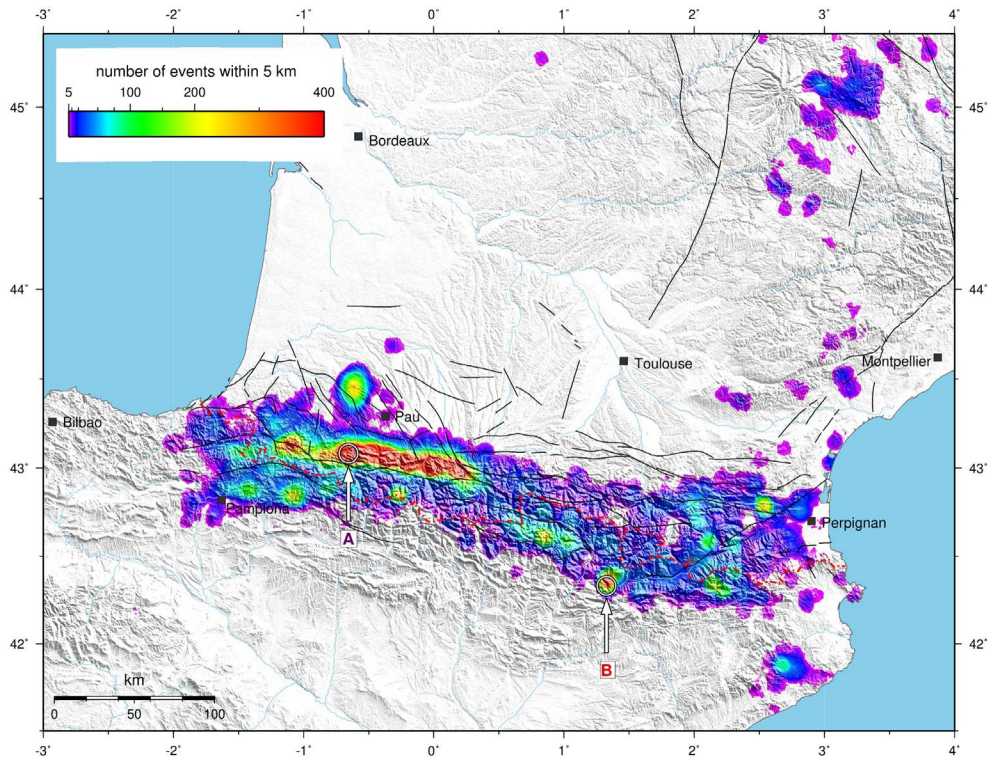 -3° -2° -1° 0° 1° 2° 3° 4°
number of events within 5 km
5 100 200 400
45° 45°
Bordeaux
44° 44°
Toulouse
Montpellier
Bilbao
Pau
43° 43°
Pamplona
Perpignan
A
42° 42°
B
km
0 50 100
-3° -2° -1° 0° 1° 2° 3° 4°